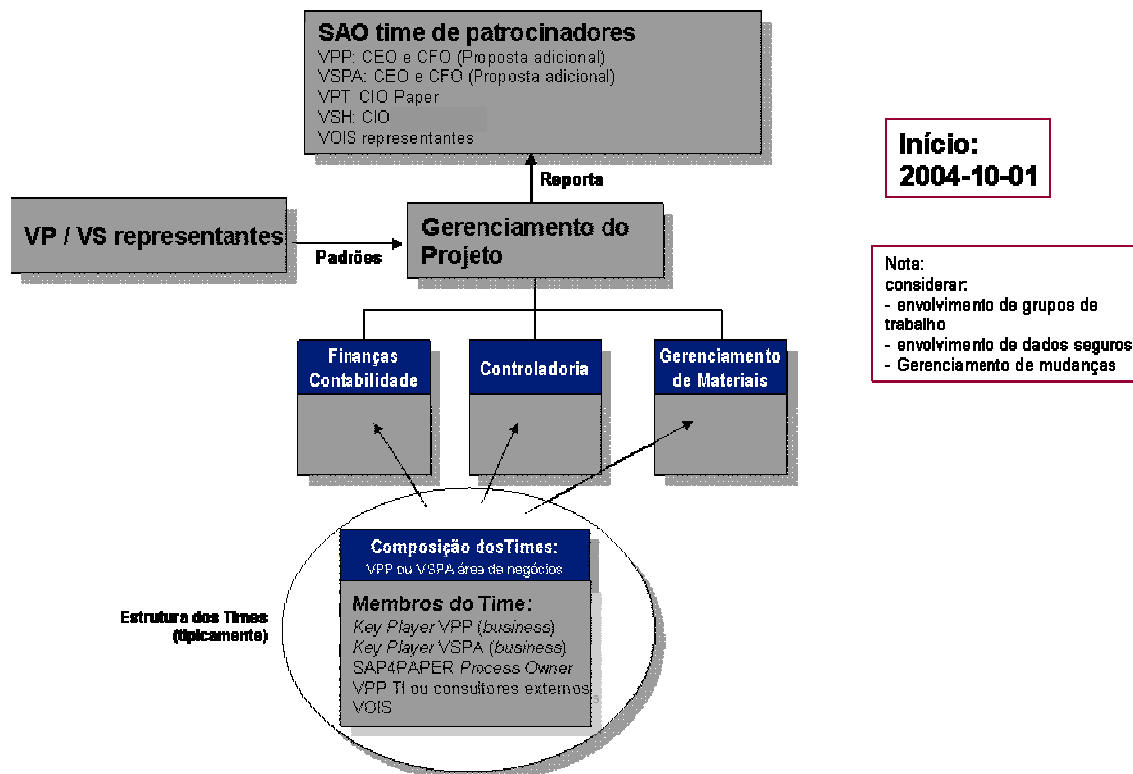 SAO time de patrocinadores
VPP: CEO e CFO (Proposta adicional)
VSPA: CEO e CFO (Proposta adicional)
VPT CIO Paper
VSH: CIO
VOIS representantes
Reporta
Início:
2004-10-01
VP / VS representantes
Padrões
Gerenciamento do
Projeto
Nota:
considerar:
- envolvimento de grupos de
trabalho
- envolvimento de dados seguros
- Gerenciamento de mudanças
Finanças
Contabilidade
Controladoria
Gerenciamento
de Materiais
Composição dosTimes:
VPP ou VSPA área de negócios
Estrutura dos Times
(tipicamente)
Membros do Time:
Key Player VPP (business)
Key Player VSPA (business)
SAP4PAPER Process Owner
VPP TI ou consultores externos
VOIS